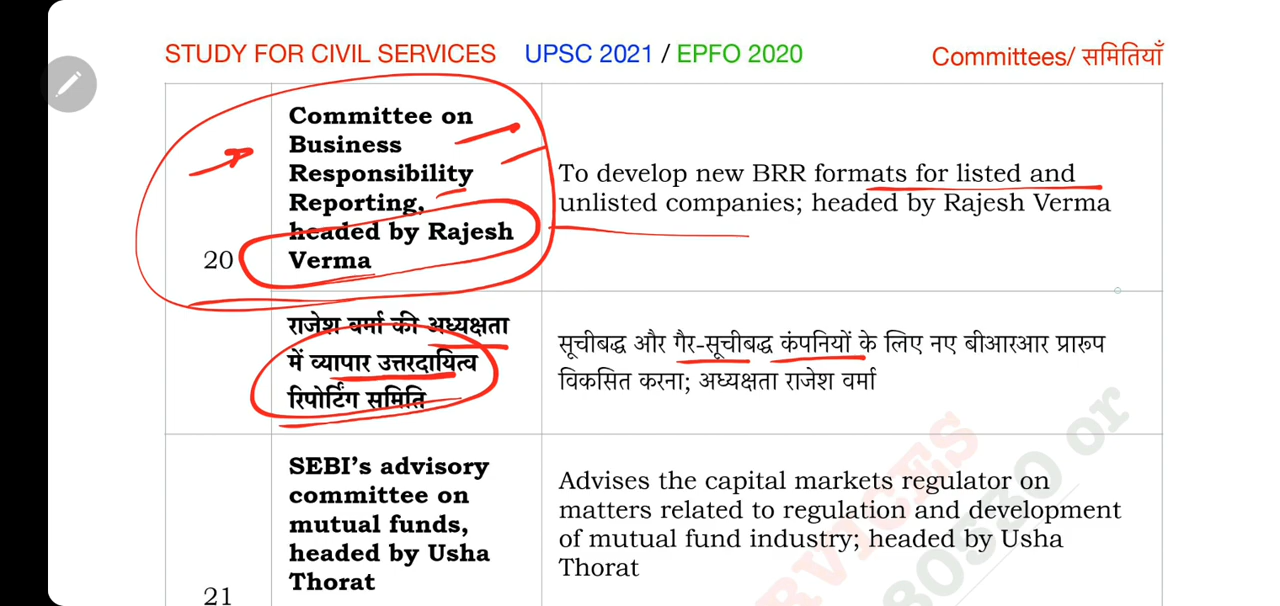 STUDY FOR CIVIL SERVICES UPSC 2021 / EPFO 2020 Committees/ समितियाँ
Committee on
Business
Responsibility
Reporting,
headed by Rajesh
Verma
20
To develop new BRR formats for listed and
unlisted companies; headed by Rajesh Verma
राजेश वर्मा की अध्यक्षता
में व्यापार उत्तरदायित्व
रिपोर्टिंग समिति
सूचीबद्ध और गैर-सूचीबद्ध कंपनियों के लिए नए बीआरआर प्रारूप
विकसित करना; अध्यक्षता राजेश वर्मा
SEBI’s advisory
committee on
mutual funds,
headed by Usha
Thorat
21
Advises the capital markets regulator on
matters related to regulation and development
of mutual fund industry; headed by Usha
Thorat